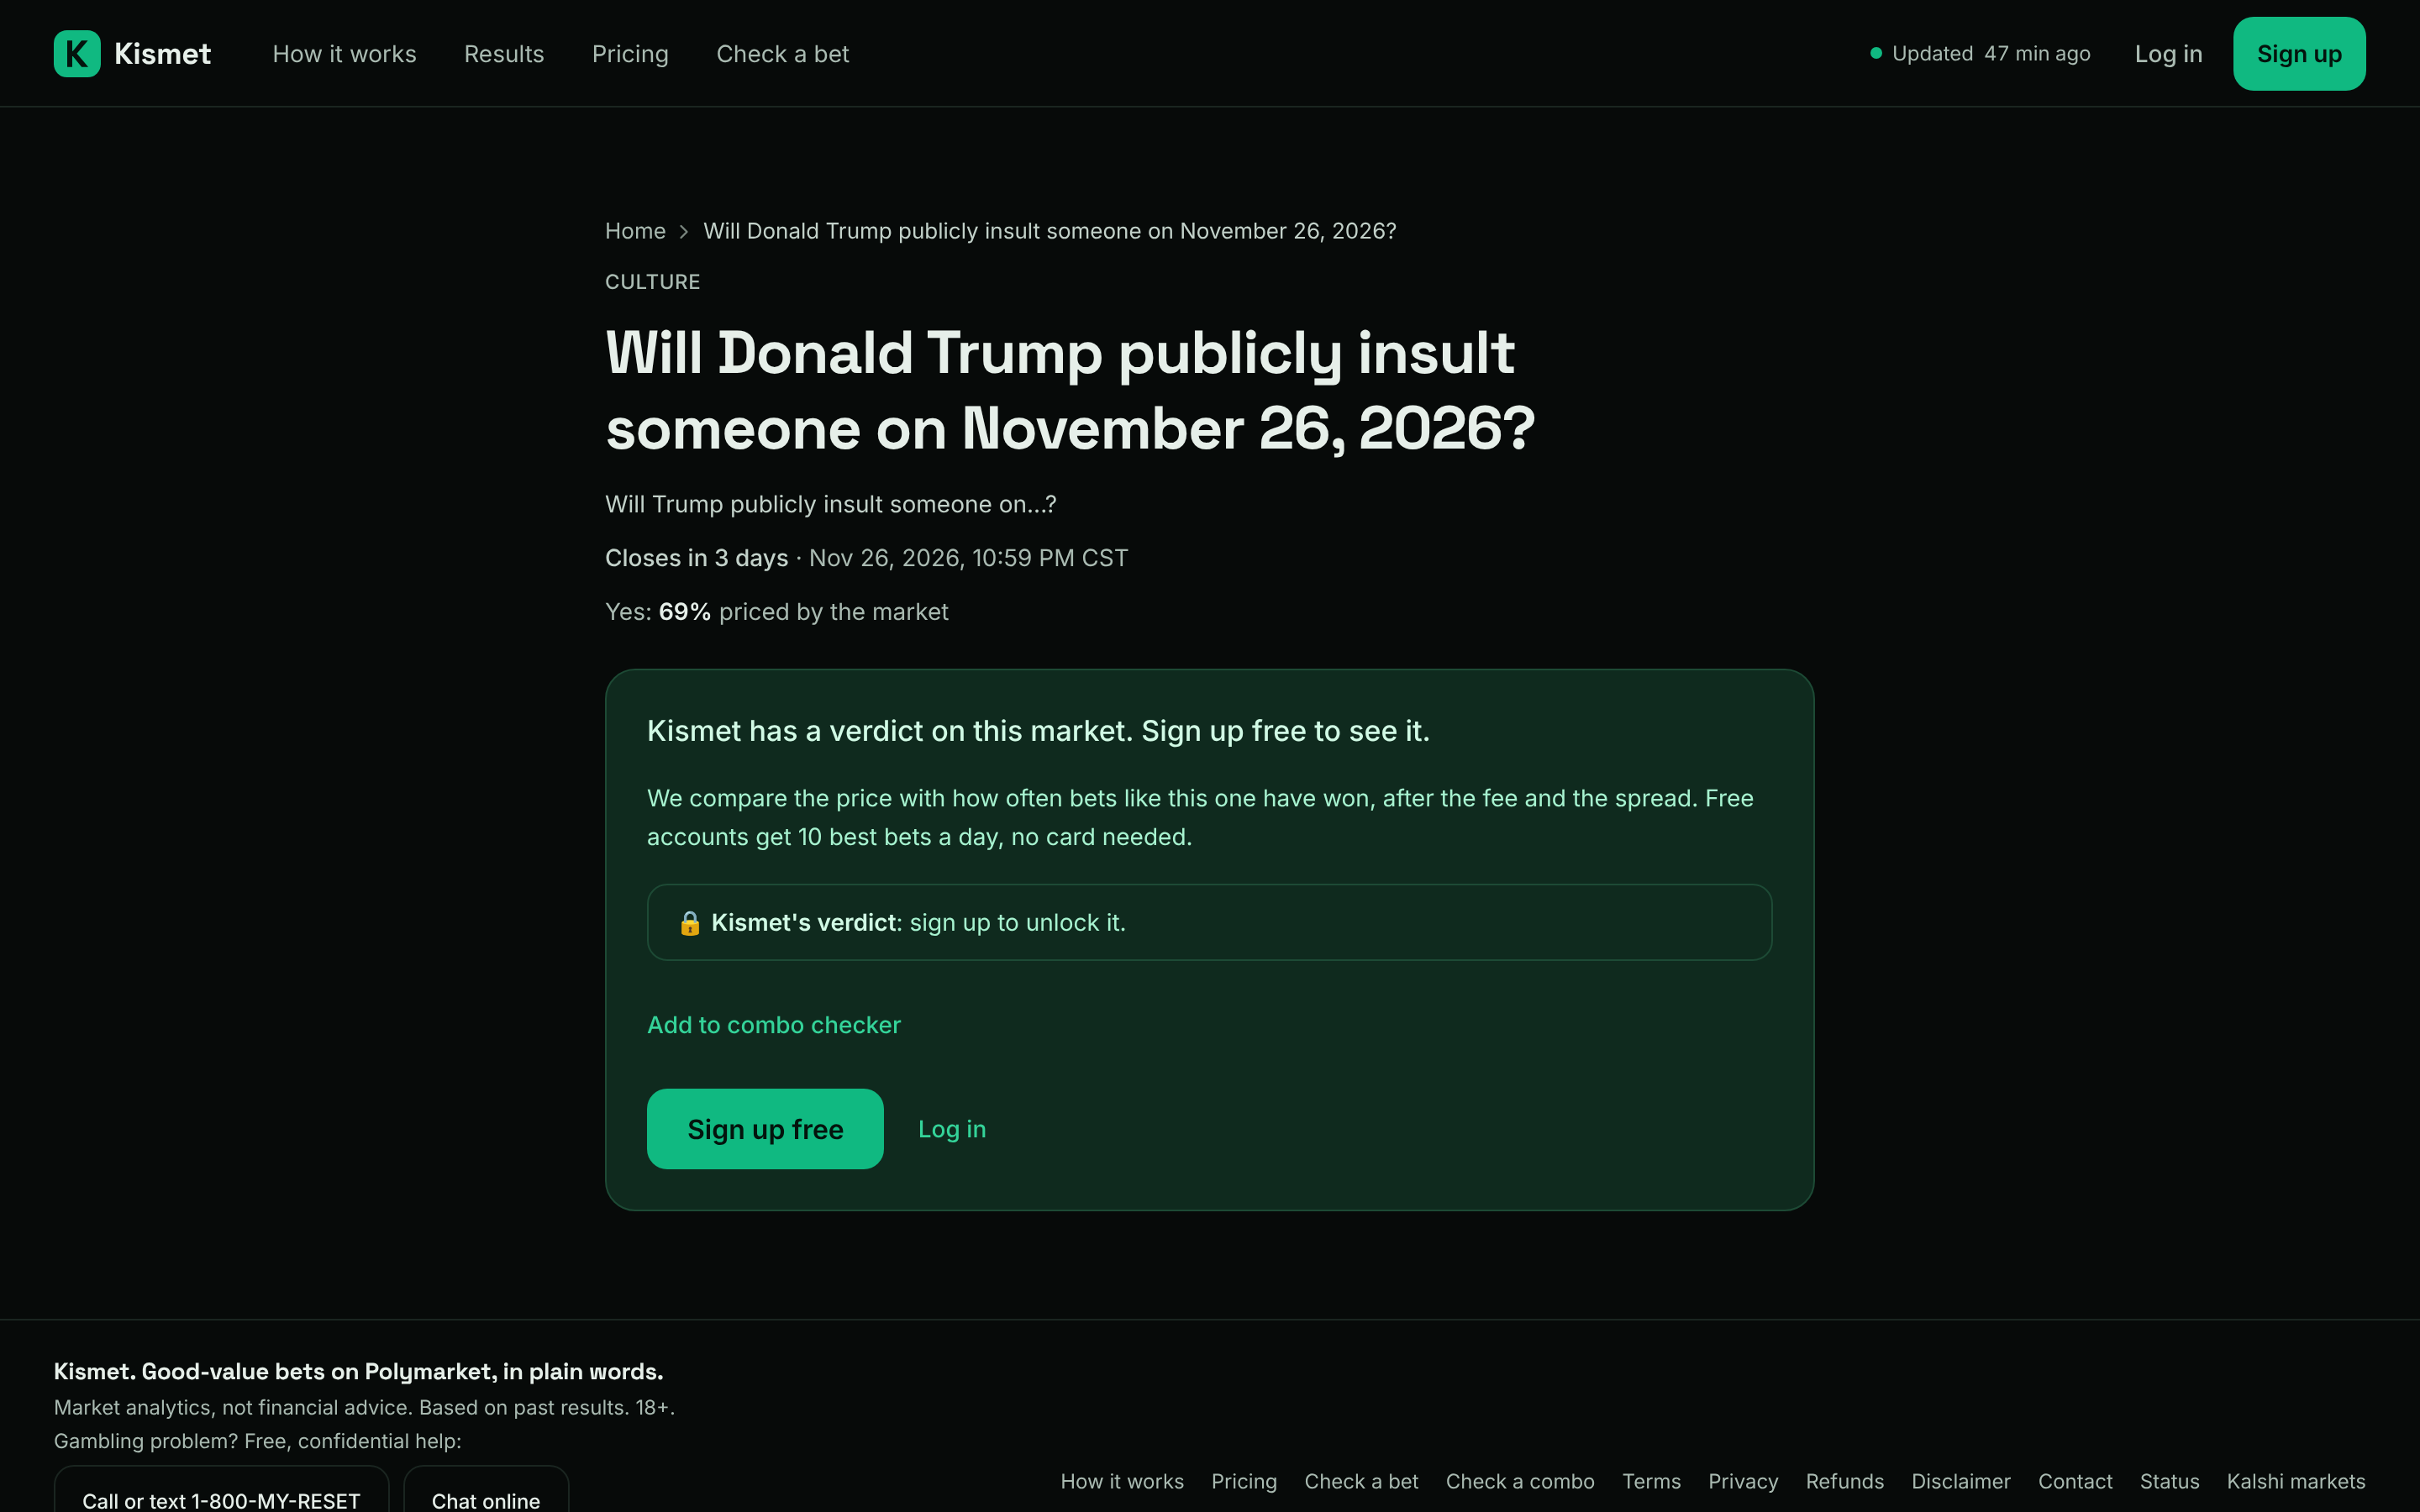 K Kismet How it works Results Pricing Check a bet Updated 47 min ago Log in Sign up
Home > Will Donald Trump publicly insult someone on November 26, 2026?
CULTURE
Will Donald Trump publicly insult
someone on November 26, 2026?
Will Trump publicly insult someone on...?
Closes in 3 days · Nov 26, 2026, 10:59 PM CST
Yes: 69% priced by the market
Kismet has a verdict on this market. Sign up free to see it.
We compare the price with how often bets like this one have won, after the fee and the spread. Free
accounts get 10 best bets a day, no card needed.
🔒 Kismet's verdict: sign up to unlock it.
Add to combo checker
Sign up free Log in
Kismet. Good-value bets on Polymarket, in plain words.
Market analytics, not financial advice. Based on past results. 18+.
Gambling problem? Free, confidential help:
Call or text 1-800-MY-RESET Chat online
How it works Pricing Check a bet Check a combo Terms Privacy Refunds Disclaimer Contact Status Kalshi markets